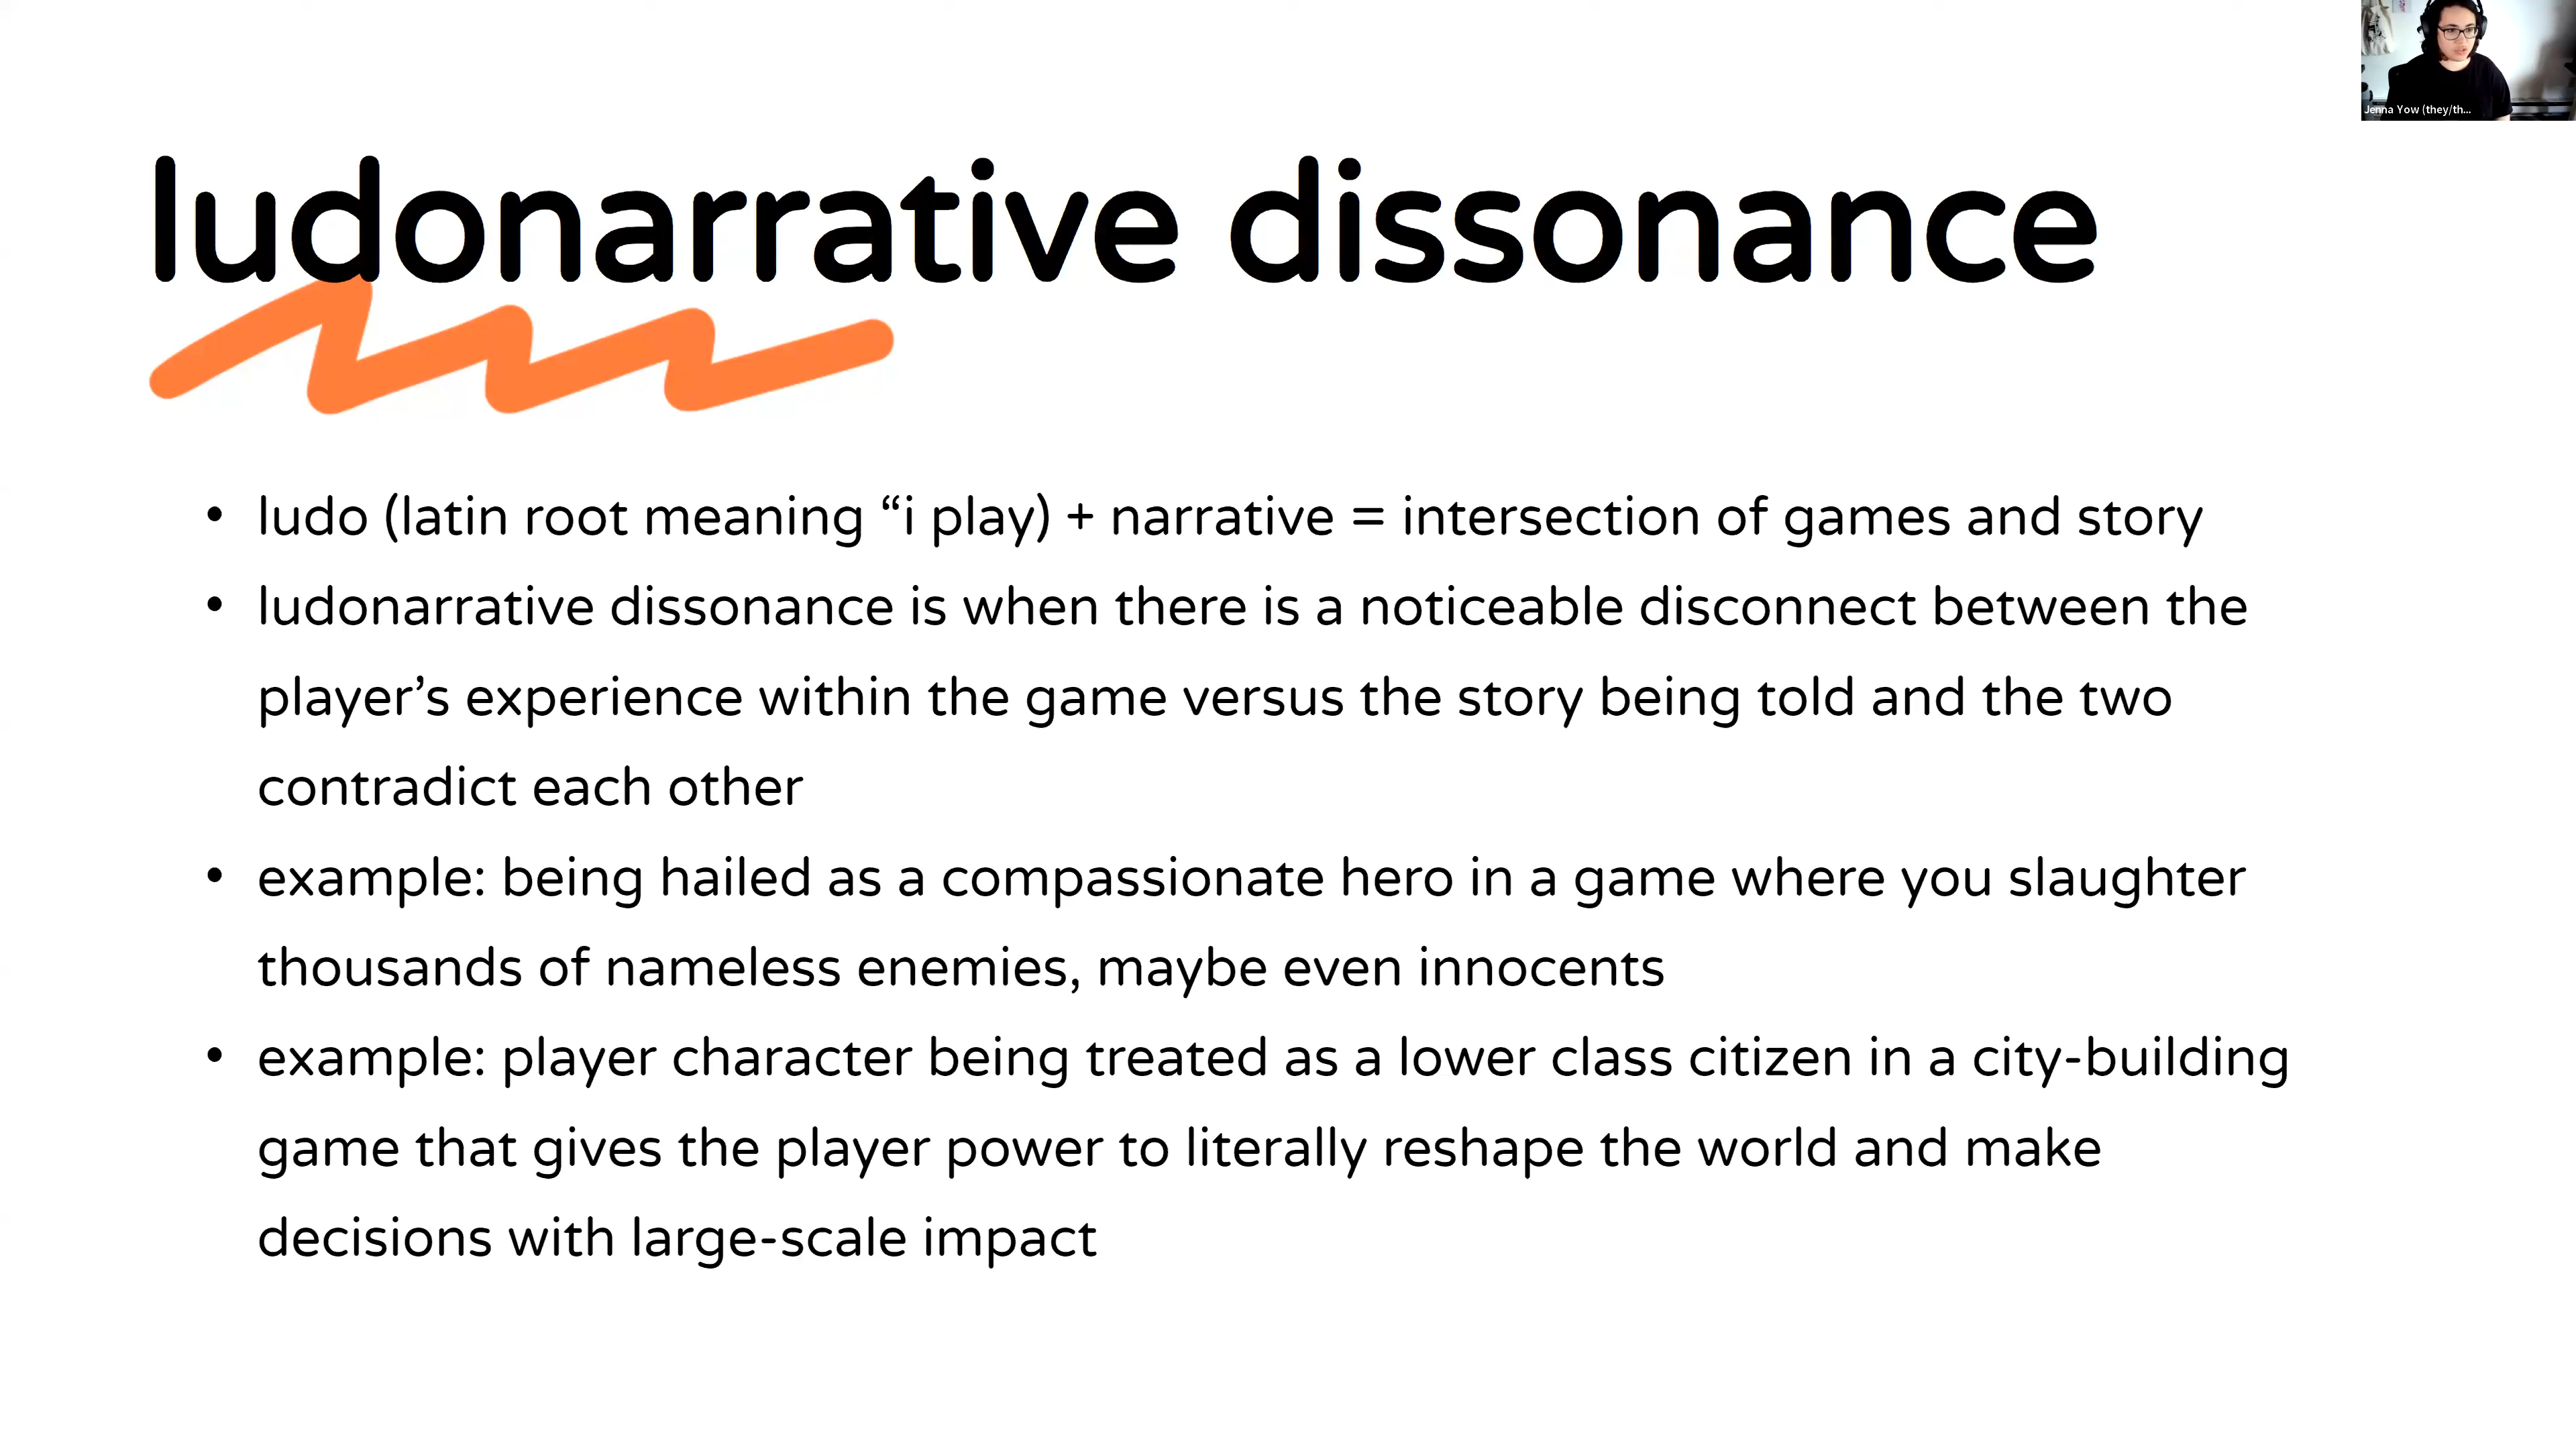 Jenna Yow (they/th...
ludonarrative dissonance
• ludo (latin root meaning “i play) + narrative = intersection of games and story
• ludonarrative dissonance is when there is a noticeable disconnect between the
player’s experience within the game versus the story being told and the two
contradict each other
• example: being hailed as a compassionate hero in a game where you slaughter
thousands of nameless enemies, maybe even innocents
• example: player character being treated as a lower class citizen in a city-building
game that gives the player power to literally reshape the world and make
decisions with large-scale impact